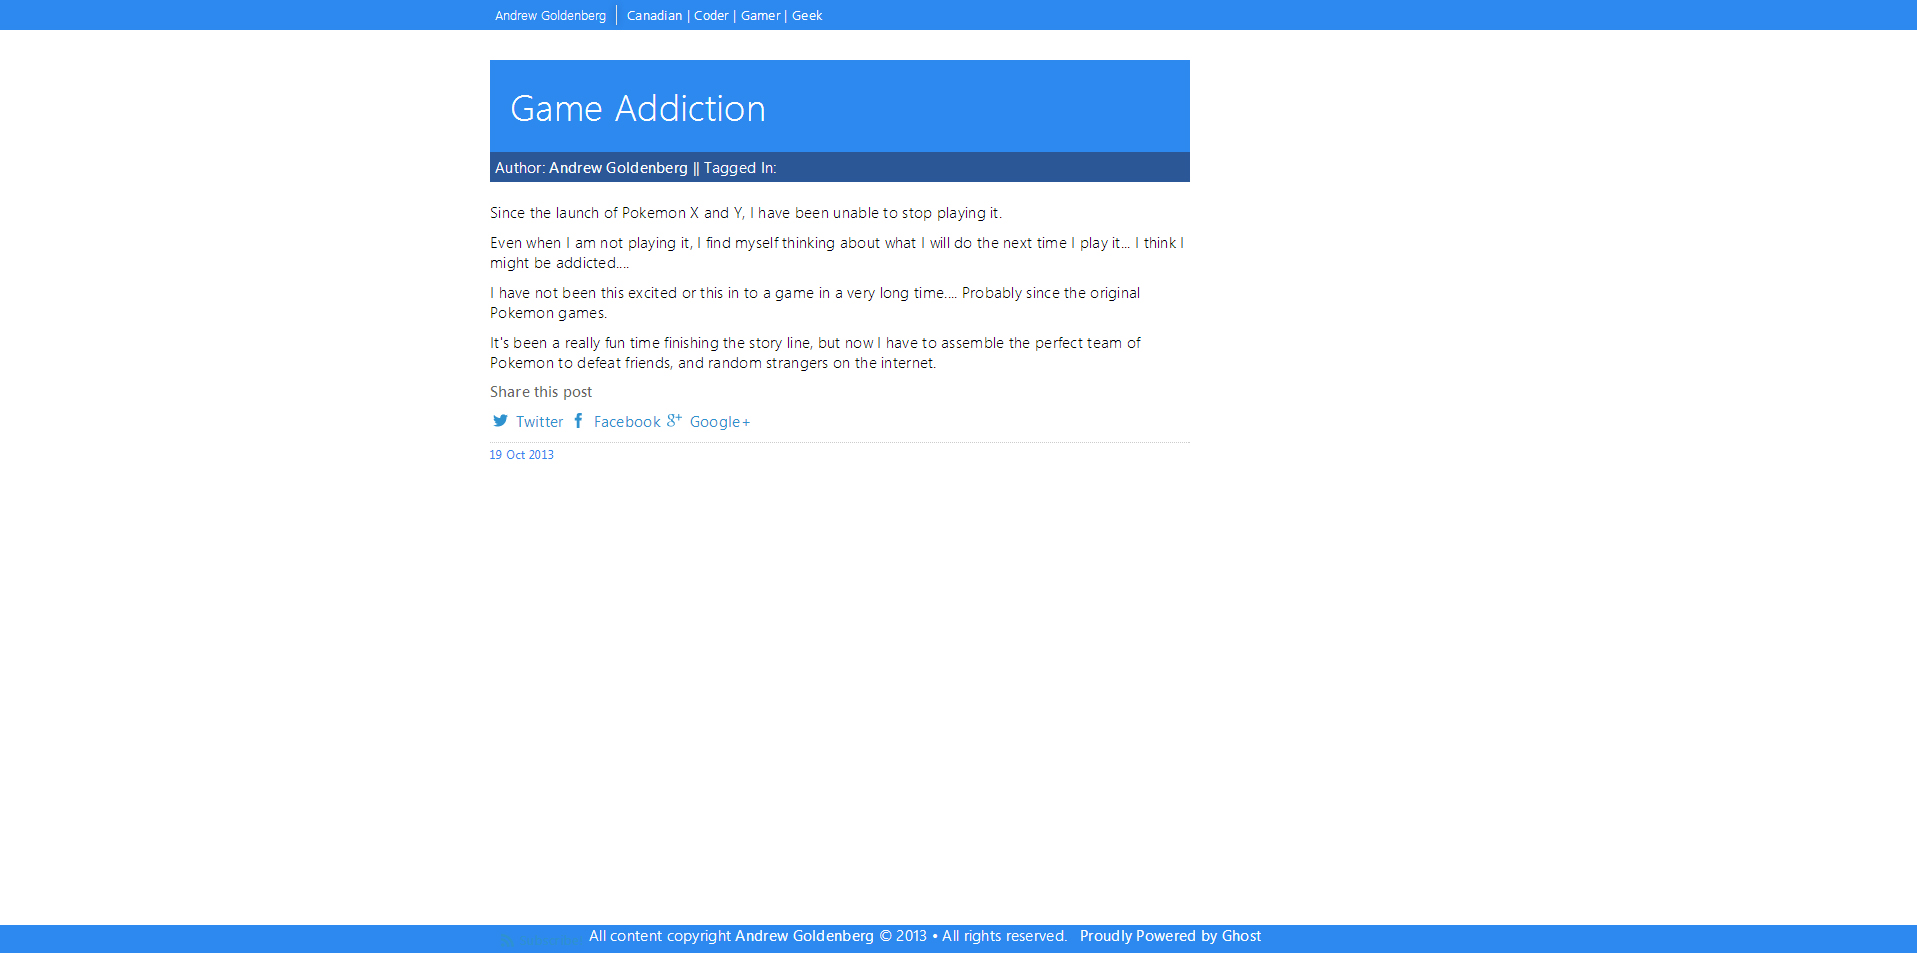 Andrew Goldenberg Canadian | Coder | Gamer | Geek
Game Addiction
Author: Andrew Goldenberg || Tagged In:
Since the launch of Pokemon X and Y, I have been unable to stop playing it.
Even when I am not playing it, I find myself thinking about what I will do the next time I play it... I think I
might be addicted....
I have not been this excited or this in to a game in a very long time.... Probably since the original
Pokemon games.
It's been a really fun time finishing the story line, but now I have to assemble the perfect team of
Pokemon to defeat friends, and random strangers on the internet.
Share this post
Twitter Facebook Google+
19 Oct 2013
All content copyright Andrew Goldenberg © 2013 • All rights reserved. Proudly Powered by Ghost